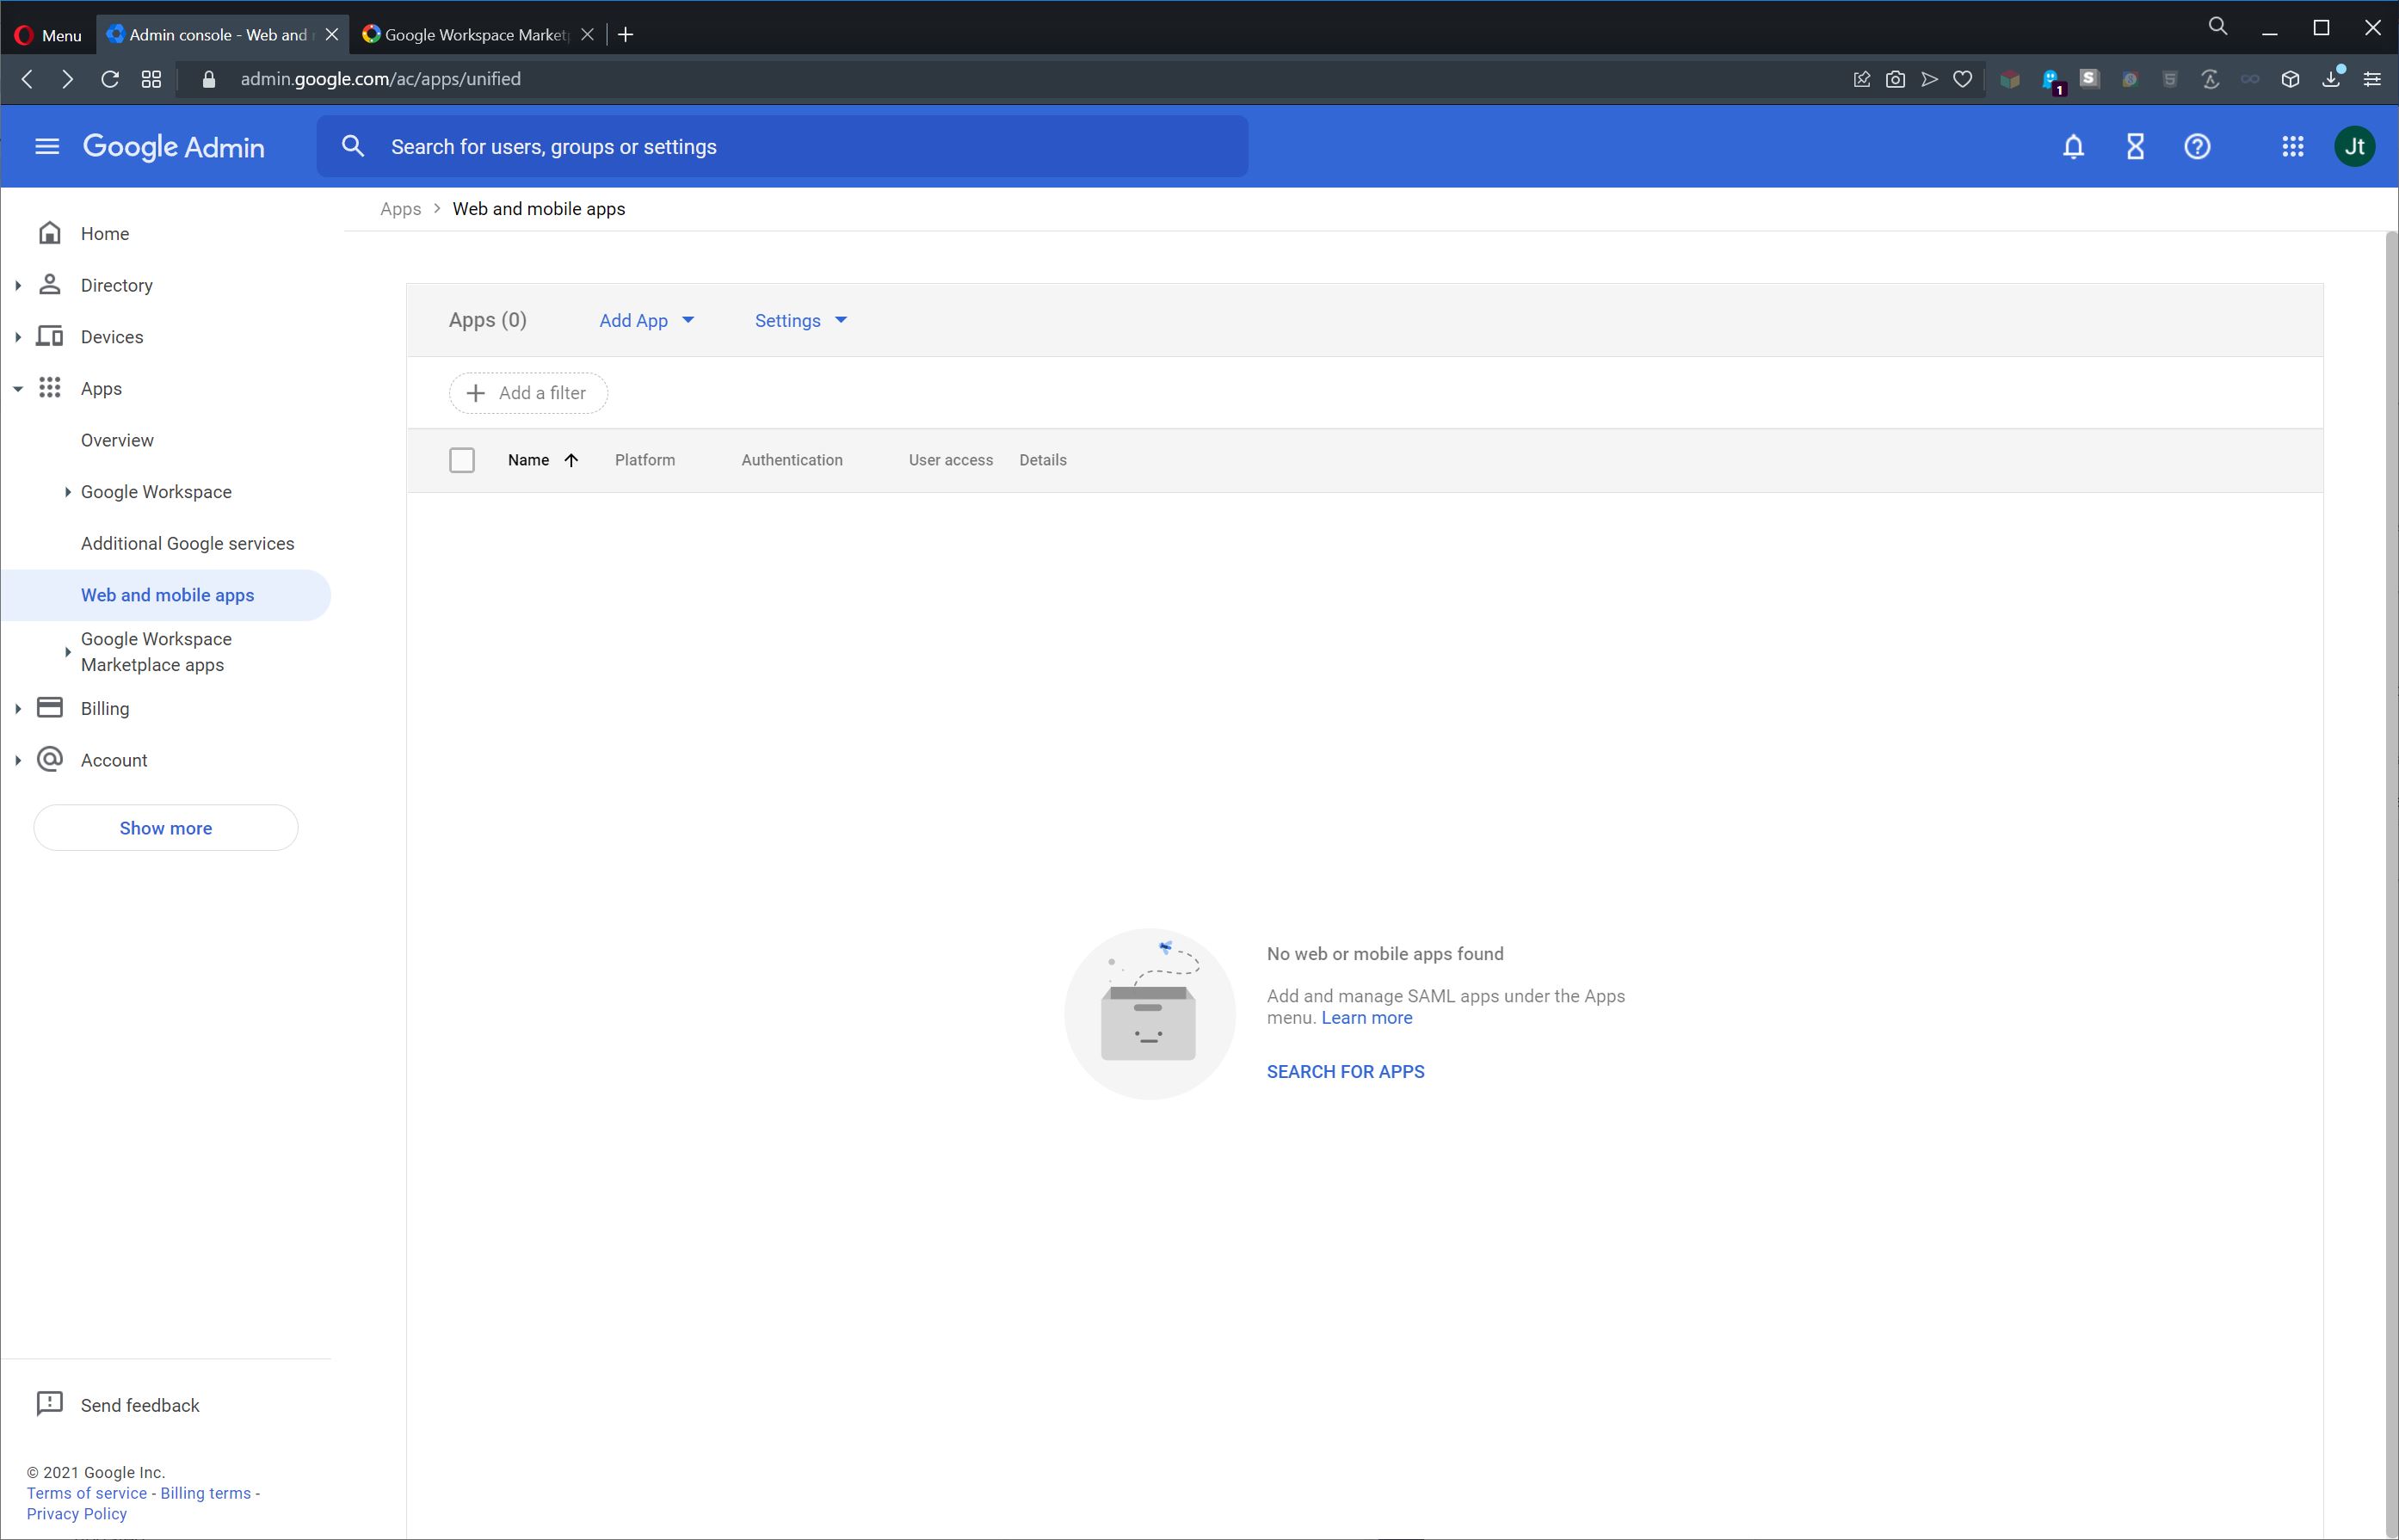 Menu
Admin console - Web and
Google Workspace Market
admin.google.com/ac/apps/unified
1
Google Admin
Search for users, groups or settings
Jt
Apps > Web and mobile apps
Home
Directory
Devices
Apps
Overview
Google Workspace
Additional Google services
Web and mobile apps
Google Workspace
Marketplace apps
Billing
Account
Show more
Apps (0)
Add App
Settings
Add a filter
Name
Platform
Authentication
User access
Details
No web or mobile apps found
Add and manage SAML apps under the Apps
menu. Learn more
SEARCH FOR APPS
Send feedback
© 2021 Google Inc.
Terms of service - Billing terms -
Privacy Policy